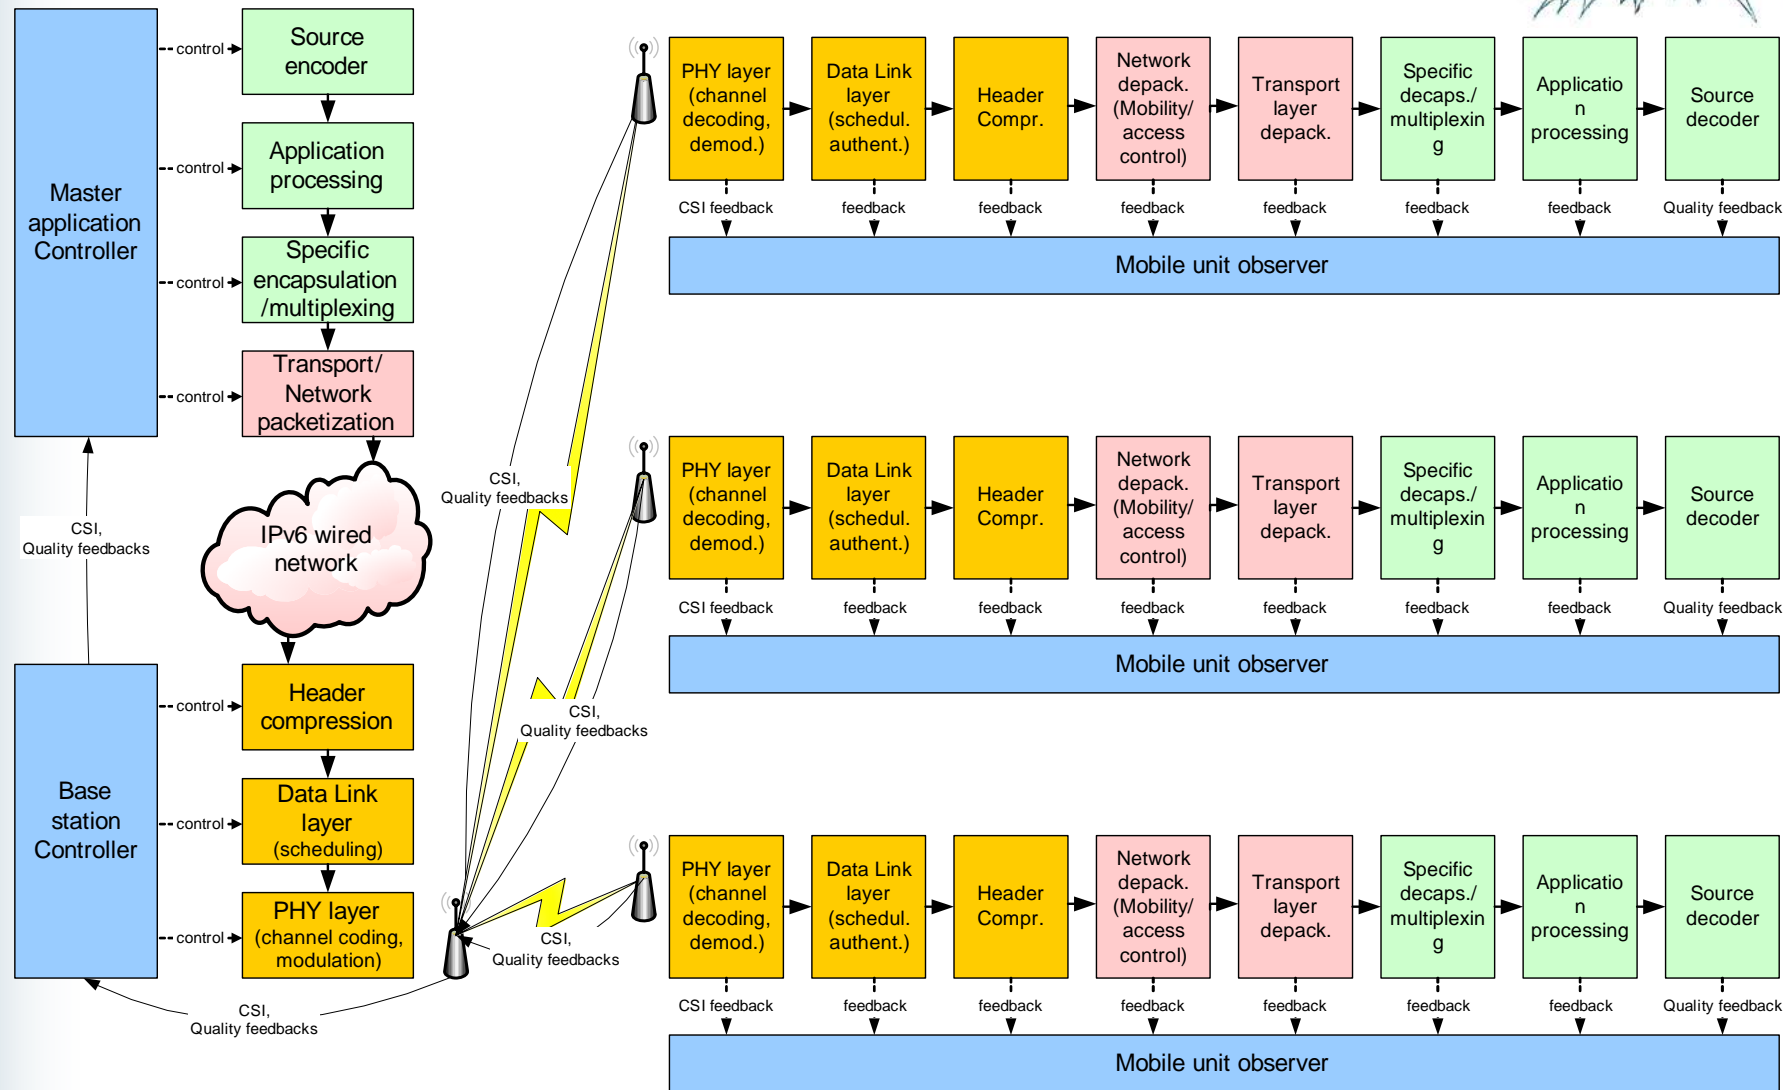 Master
application
Controller
control
Source
encoder
control
Application
processing
control
Specific
encapsulation
/multiplexing
control
Transport/
Network
packetization
CSI,
Quality feedbacks
IPv6 wired
network
Base
station
Controller
control
Header
compression
control
Data Link
layer
(scheduling)
control
PHY layer
(channel coding,
modulation)
CSI,
Quality feedbacks
CSI,
Quality feedbacks
CSI,
Quality feedbacks
CSI,
Quality feedbacks
PHY layer
(channel
decoding,
demod.)
Data Link
layer
(schedul.
authent.)
Header
Compr.
Network
depack.
(Mobility/
access
control)
Transport
layer
depack.
Specific
decaps./
multiplexin
g
Applicatio
n
processing
Source
decoder
CSI feedback
feedback
feedback
feedback
feedback
feedback
feedback
Quality feedback
Mobile unit observer
PHY layer
(channel
decoding,
demod.)
Data Link
layer
(schedul.
authent.)
Header
Compr.
Network
depack.
(Mobility/
access
control)
Transport
layer
depack.
Specific
decaps./
multiplexin
g
Applicatio
n
processing
Source
decoder
CSI feedback
feedback
feedback
feedback
feedback
feedback
feedback
Quality feedback
Mobile unit observer
PHY layer
(channel
decoding,
demod.)
Data Link
layer
(schedul.
authent.)
Header
Compr.
Network
depack.
(Mobility/
access
control)
Transport
layer
depack.
Specific
decaps./
multiplexin
g
Applicatio
n
processing
Source
decoder
CSI feedback
feedback
feedback
feedback
feedback
feedback
feedback
Quality feedback
Mobile unit observer